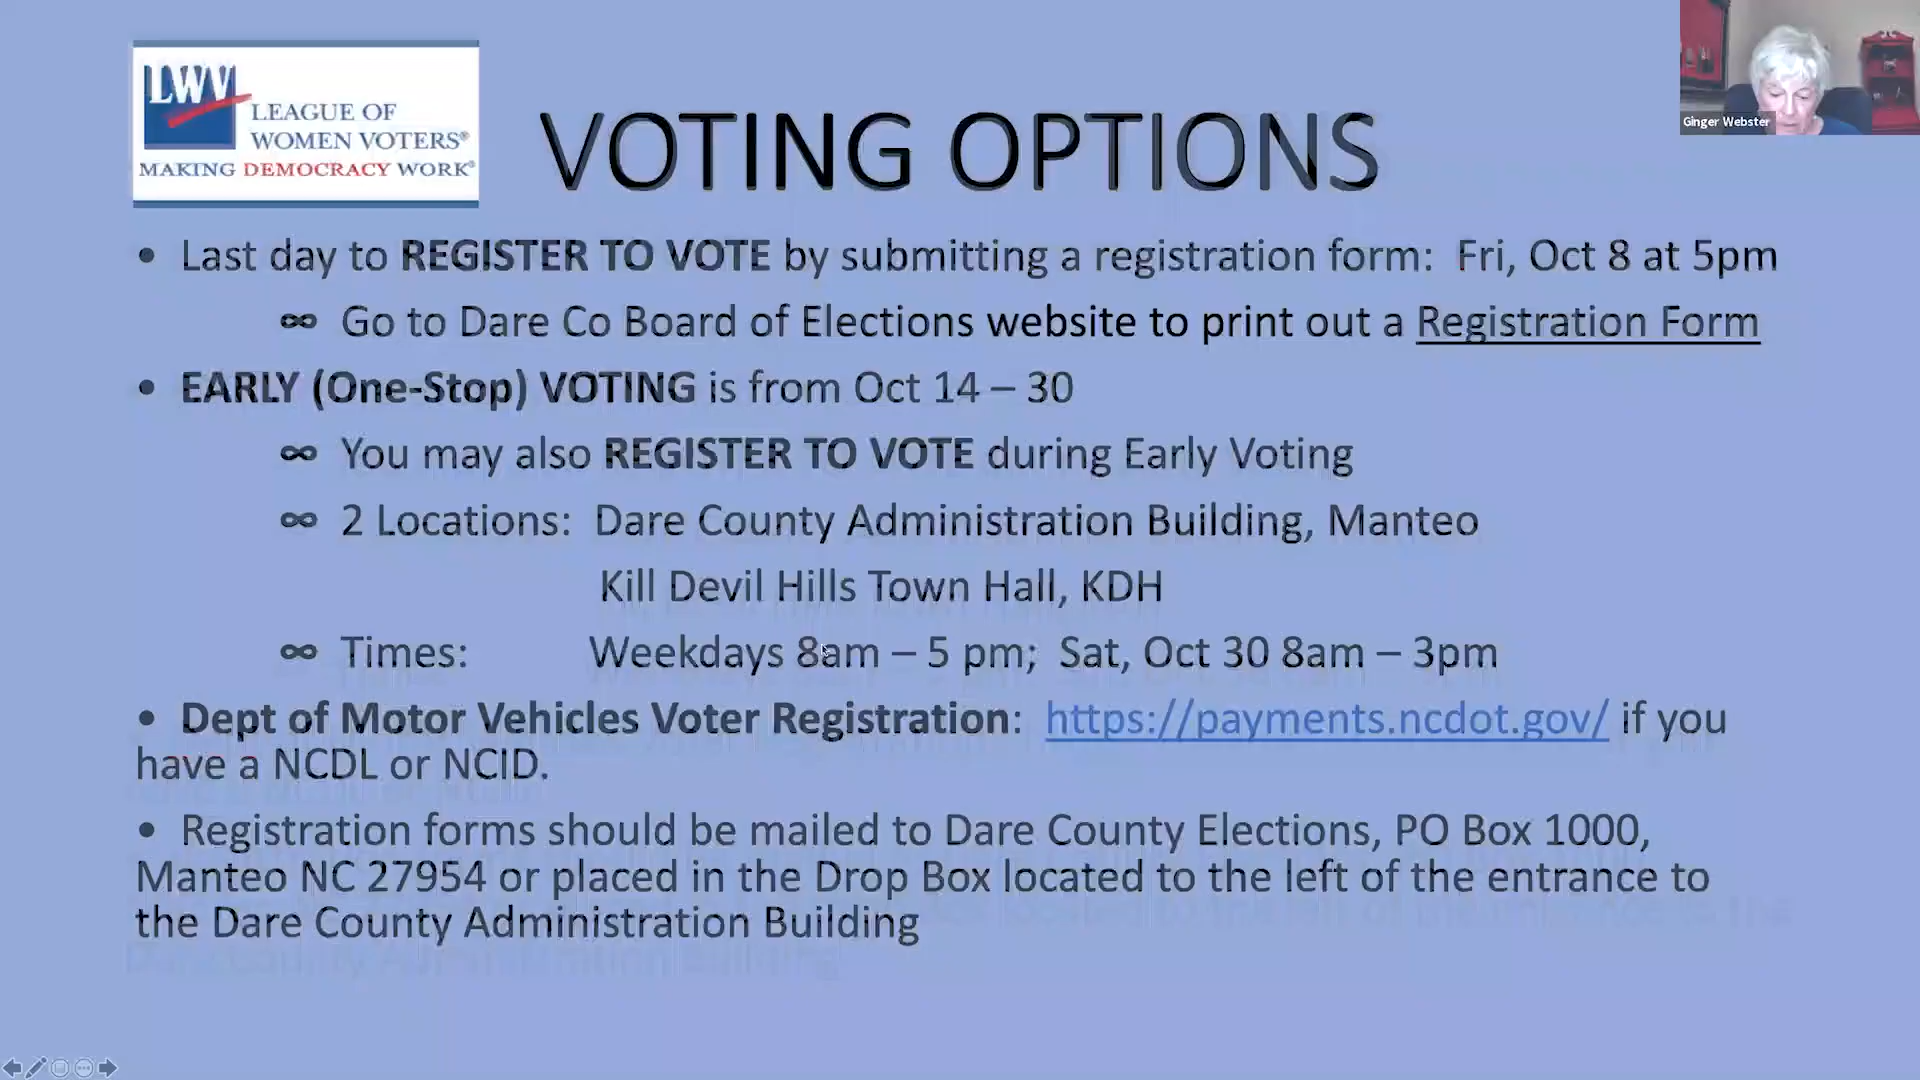 LWV
LEAGUE OF
WOMEN VOTERS®
MAKING DEMOCRACY WORK®
VOTING OPTIONS
Ginger Webster
• Last day to REGISTER TO VOTE by submitting a registration form: Fri, Oct 8 at 5pm
∞ Go to Dare Co Board of Elections website to print out a Registration Form
• EARLY (One-Stop) VOTING is from Oct 14 – 30
∞ You may also REGISTER TO VOTE during Early Voting
∞ 2 Locations: Dare County Administration Building, Manteo
Kill Devil Hills Town Hall, KDH
∞ Times: Weekdays 8am – 5 pm; Sat, Oct 30 8am – 3pm
• Dept of Motor Vehicles Voter Registration: https://payments.ncdot.gov/ if you
have a NCDL or NCID.
• Registration forms should be mailed to Dare County Elections, PO Box 1000,
Manteo NC 27954 or placed in the Drop Box located to the left of the entrance to
the Dare County Administration Building